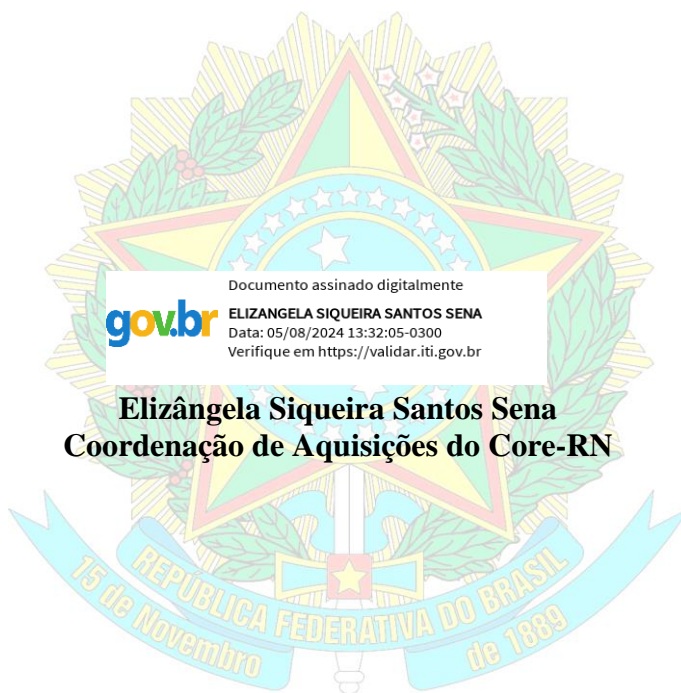 Documento assinado digitalmente
gov.br
ELIZANGELA SIQUEIRA SANTOS SENA
Data: 05/08/2024 13:32:05-0300
Verifique em https://validar.iti.gov.br
Elizângela Siqueira Santos Sena
Coordenação de Aquisições do Core-RN
REPÚBLICA FEDERATIVA DO BRASIL
15 de Novembro
de 1889